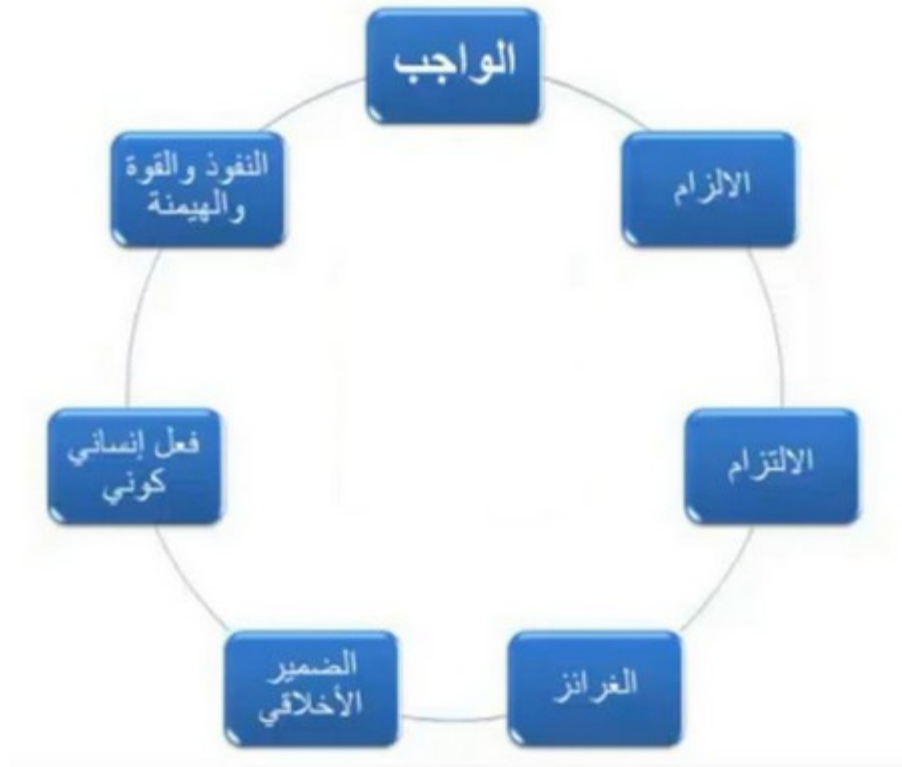 الواجب
الالزام
الالتزام
الغرائز
الضمير
الأخلاقي
فعل إنساني
كوني
النفوذ والقوة
والهيمنة